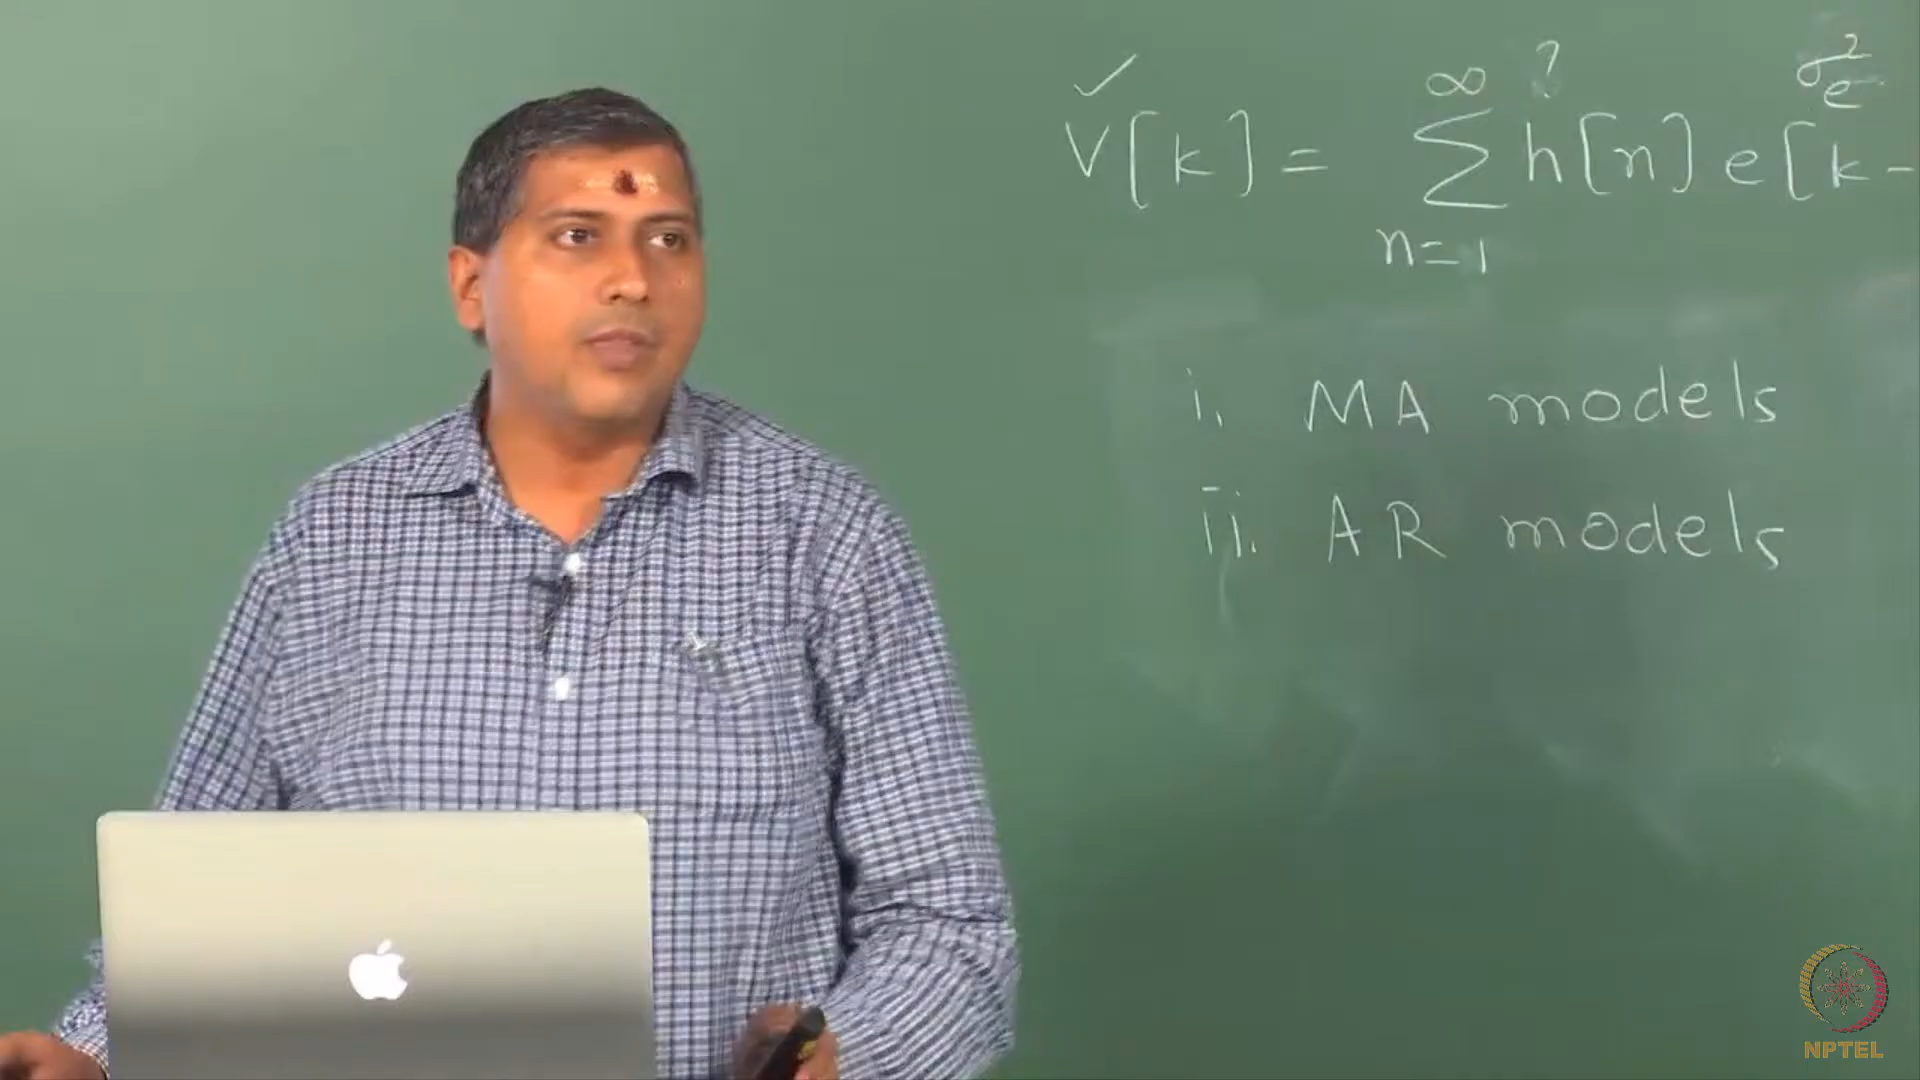 ✓ ∞ ? σ²ₑ
v[k] = Σ h[n] e[k-
n=1
i. MA models
ii. AR models
NPTEL